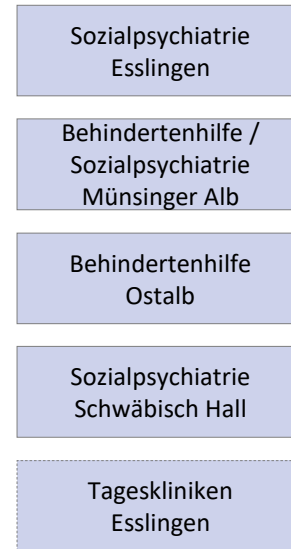 Sozialpsychiatrie
Esslingen
Behindertenhilfe /
Sozialpsychiatrie
Münsinger Alb
Behindertenhilfe
Ostalb
Sozialpsychiatrie
Schwäbisch Hall
Tageskliniken
Esslingen